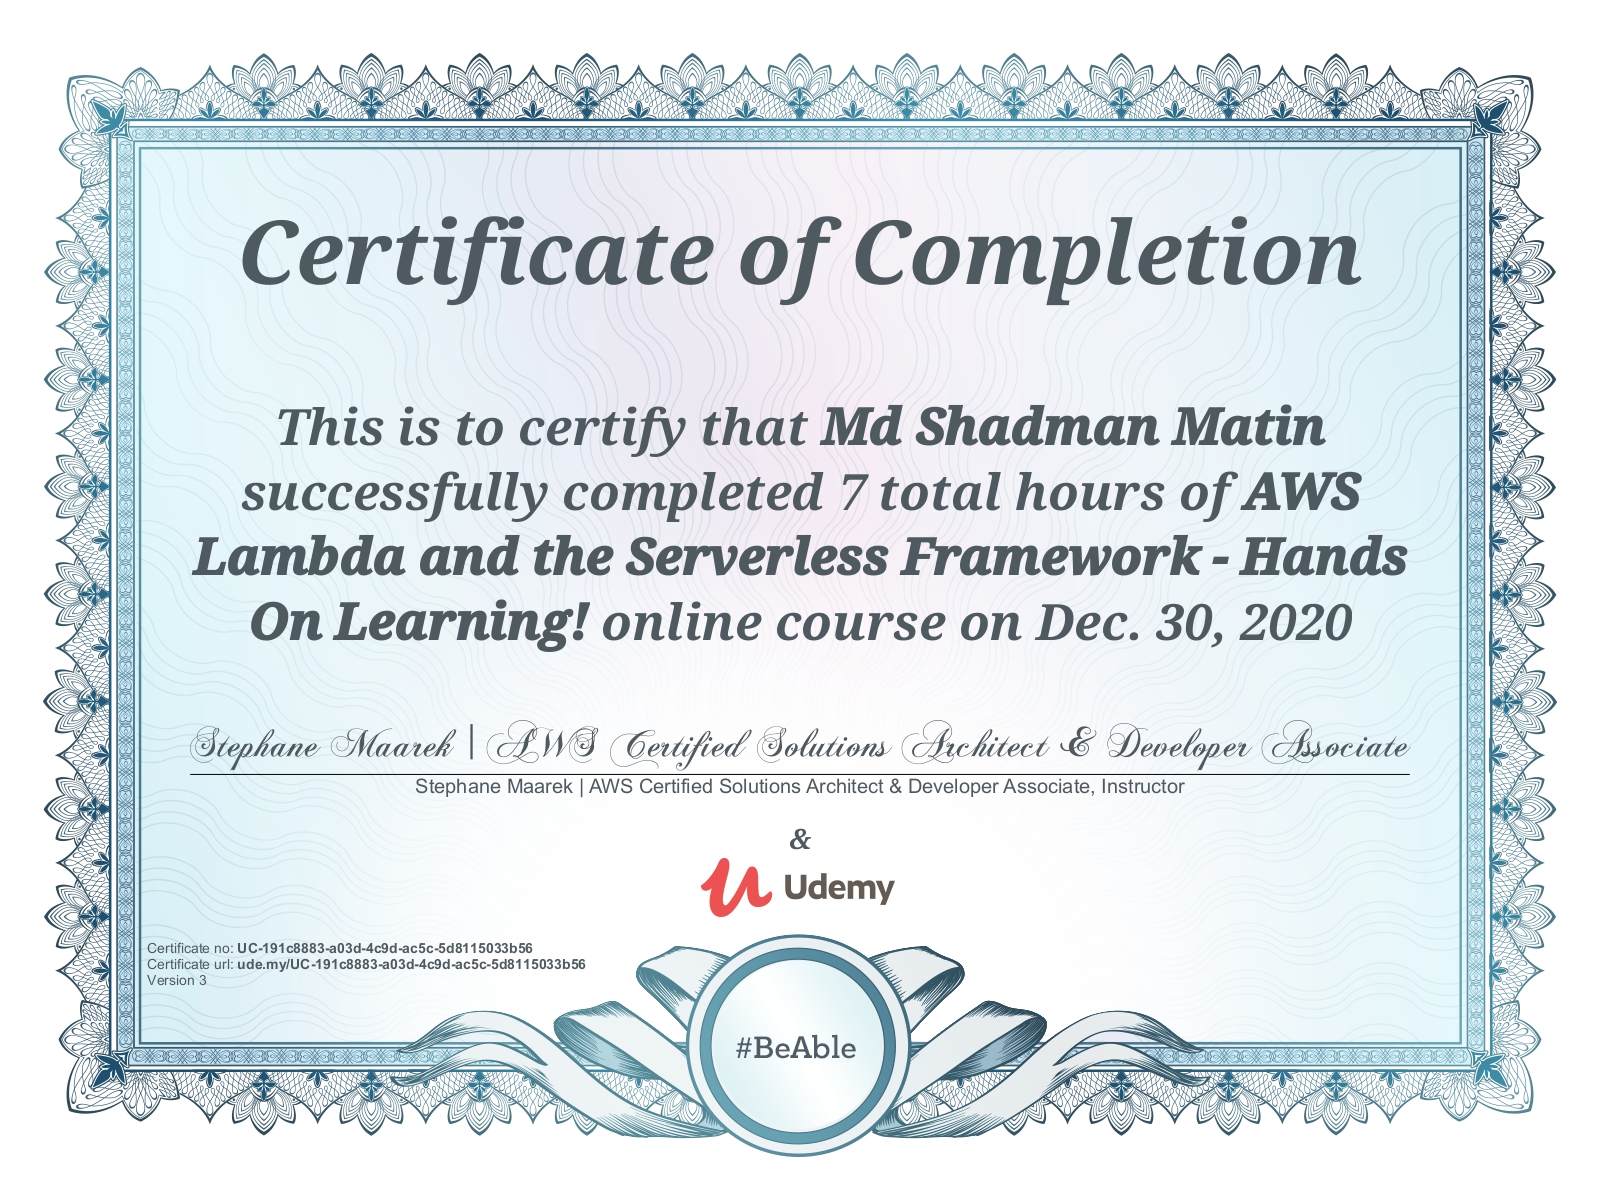 Certificate of Completion
This is to certify that Md Shadman Matin
successfully completed 7 total hours of AWS
Lambda and the Serverless Framework - Hands
On Learning! online course on Dec. 30, 2020
Stephane Maarek | AWS Certified Solutions Architect & Developer Associate
Stephane Maarek | AWS Certified Solutions Architect & Developer Associate, Instructor
&
Udemy
Certificate no: UC-191c8883-a03d-4c9d-ac5c-5d8115033b56
Certificate url: ude.my/UC-191c8883-a03d-4c9d-ac5c-5d8115033b56
Version 3
#BeAble